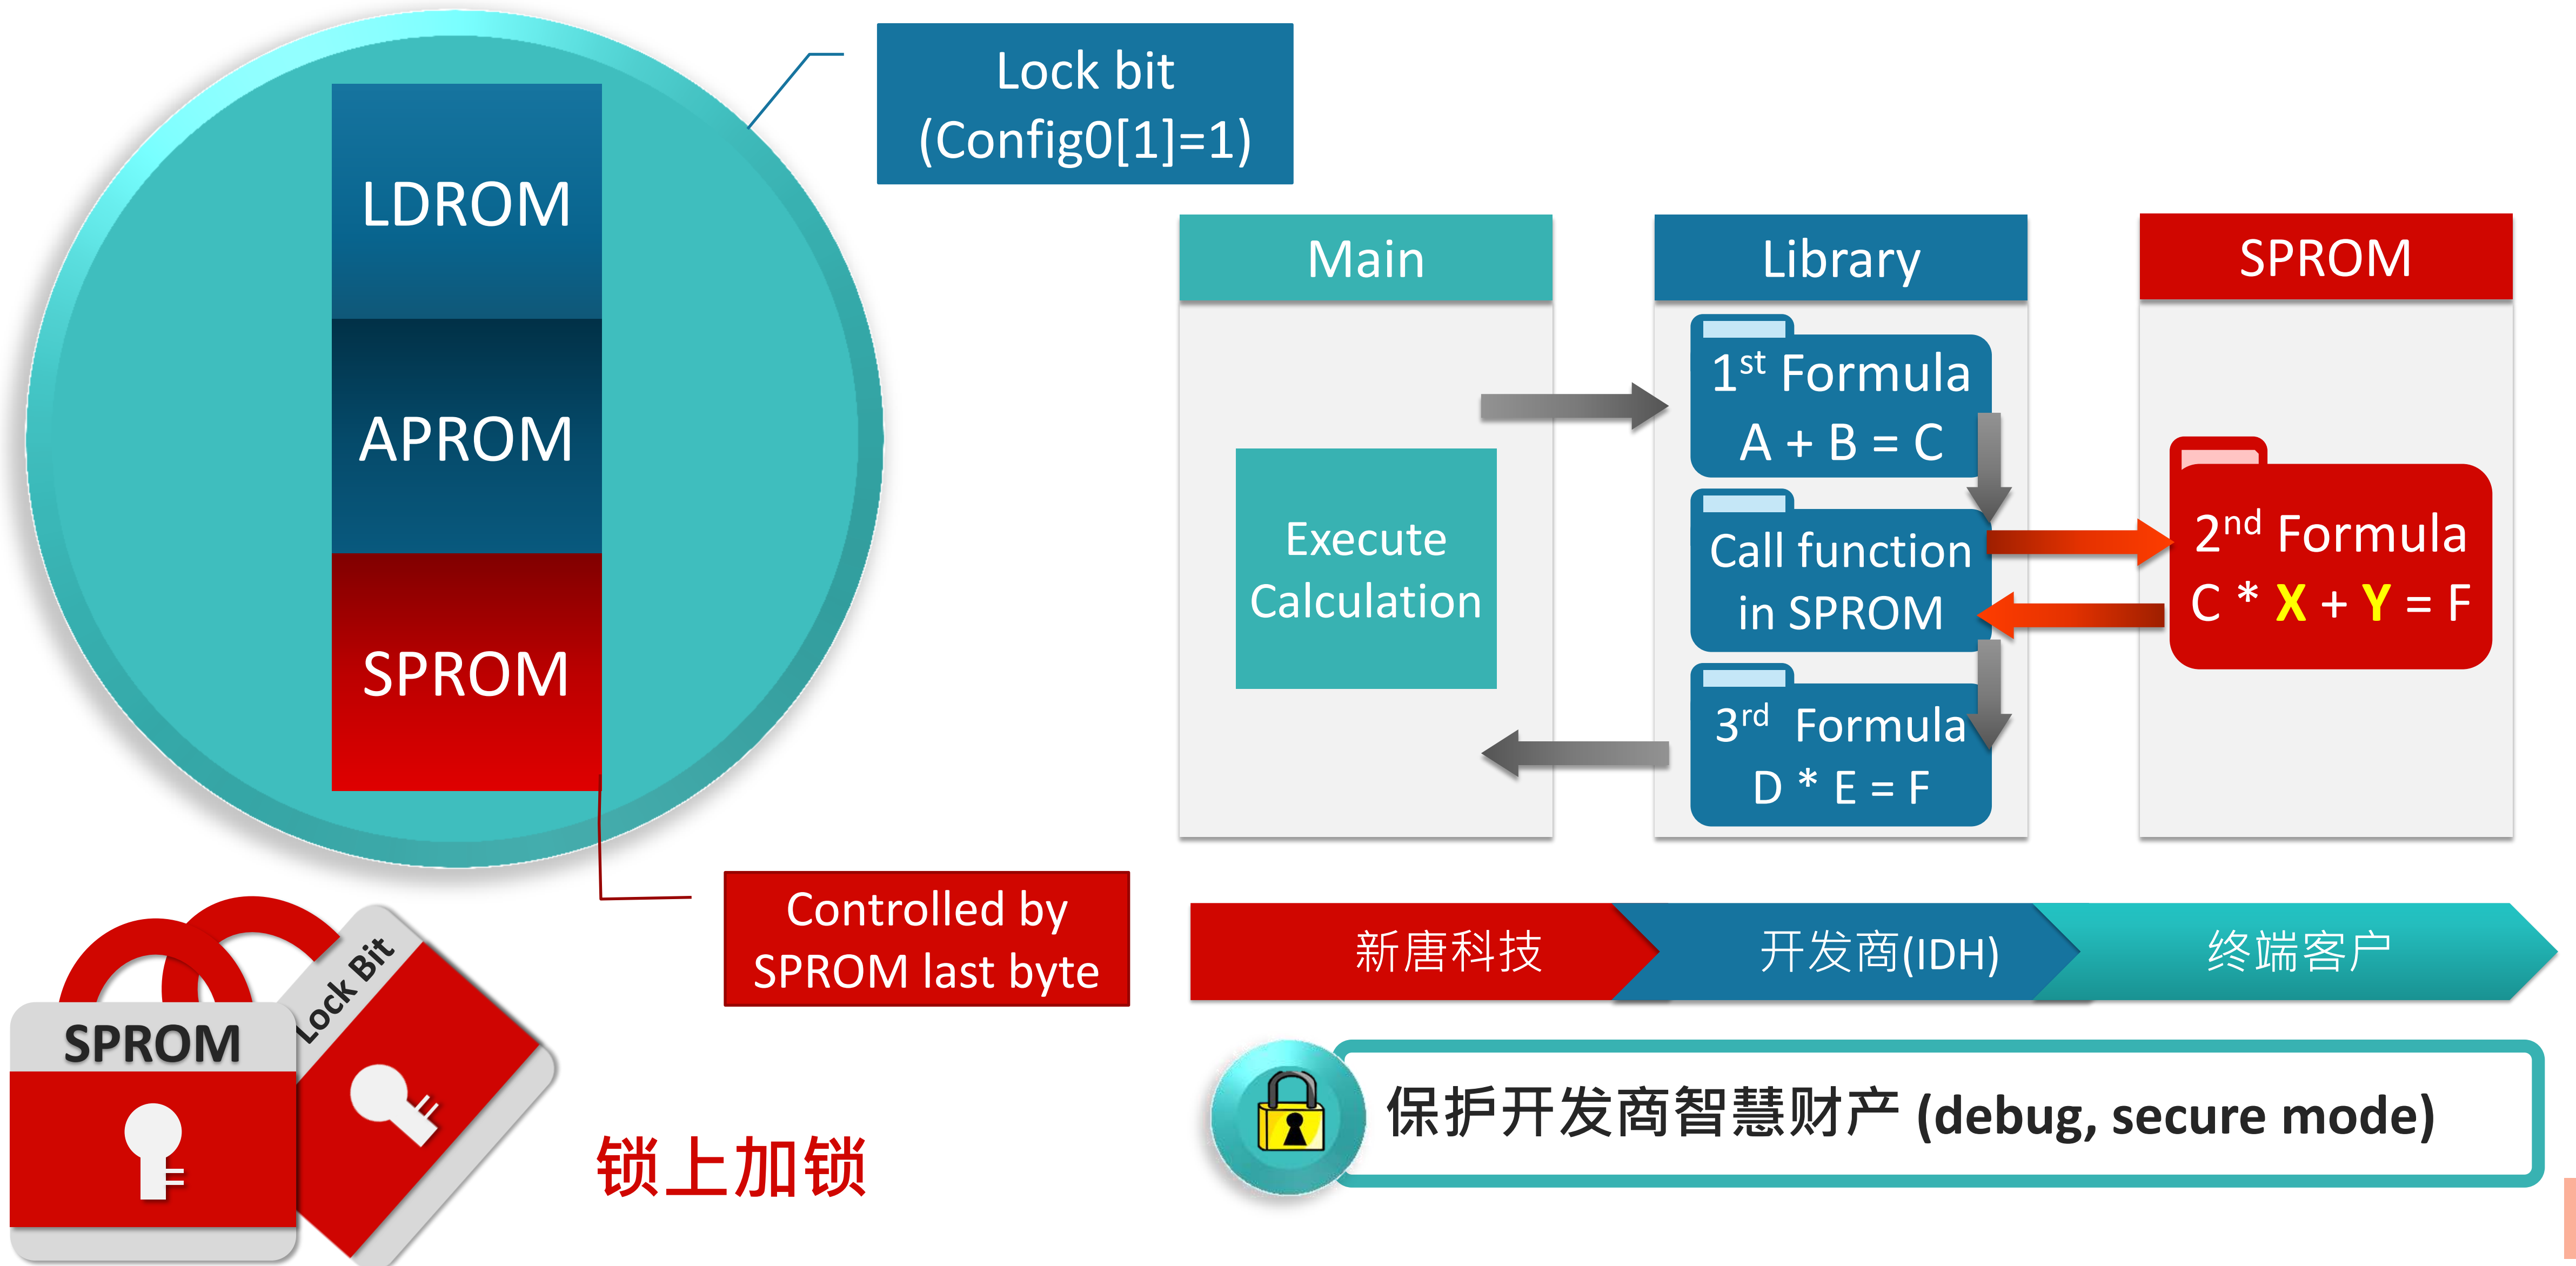 Lock bit
(Config0[1]=1)
LDROM
APROM
SPROM
Controlled by
SPROM last byte
SPROM
Lock Bit
锁上加锁
Main
Execute
Calculation
Library
1st Formula
A + B = C
Call function
in SPROM
3rd Formula
D * E = F
SPROM
2nd Formula
C * X + Y = F
新唐科技
开发商(IDH)
终端客户
保护开发商智慧财产 (debug, secure mode)